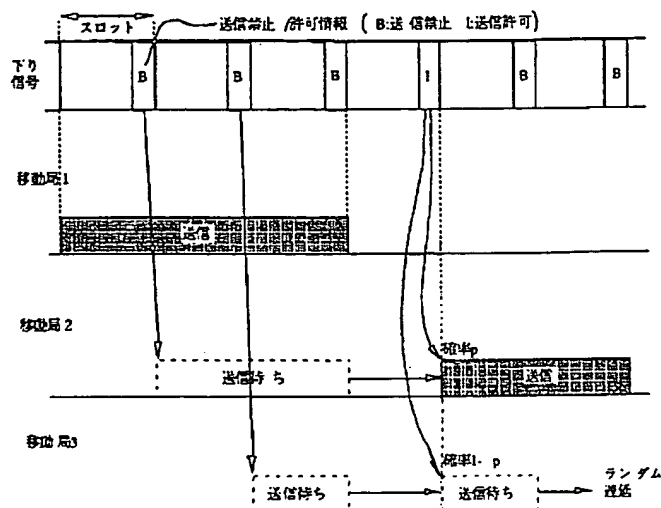 スロット
送信禁止/許可情報 (B:送信禁止 I:送信許可)
下り
信号
B B B I B B
移動局1
送信
移動局2
確率p
送信待ち
送信
移動局3
確率1-p
送信待ち
送信待ち
ランダム
遅延